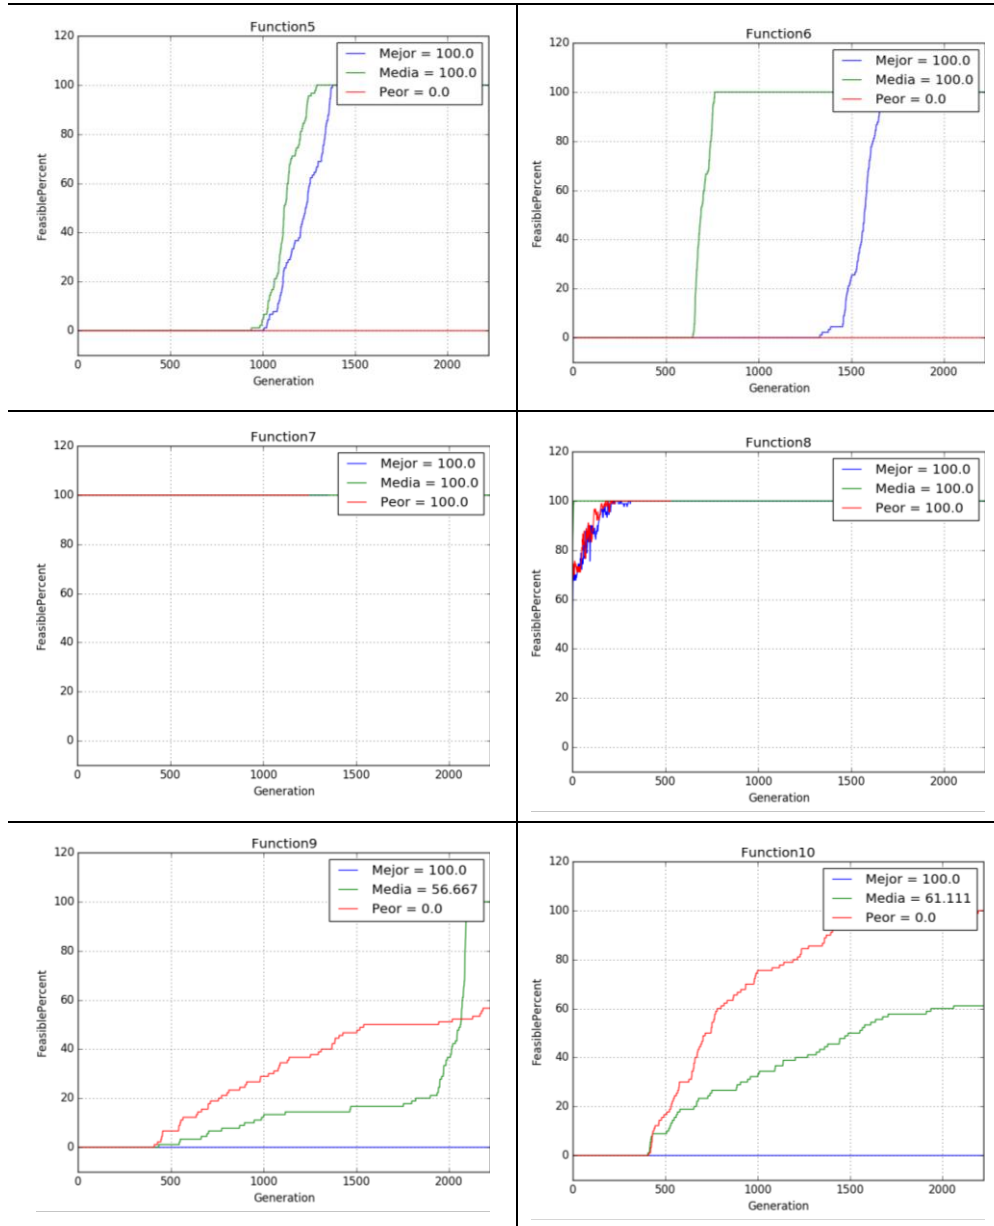 Function5
Mejor = 100.0
Media = 100.0
Peor = 0.0
120
100
80
60
40
20
0
FeasiblePercent
0 500 1000 1500 2000
Generation
Function6
Mejor = 100.0
Media = 100.0
Peor = 0.0
120
100
80
60
40
20
0
FeasiblePercent
0 500 1000 1500 2000
Generation
Function7
Mejor = 100.0
Media = 100.0
Peor = 100.0
120
100
80
60
40
20
0
FeasiblePercent
0 500 1000 1500 2000
Generation
Function8
Mejor = 100.0
Media = 100.0
Peor = 100.0
120
100
80
60
40
20
0
FeasiblePercent
0 500 1000 1500 2000
Generation
Function9
Mejor = 100.0
Media = 56.667
Peor = 0.0
120
100
80
60
40
20
0
FeasiblePercent
0 500 1000 1500 2000
Generation
Function10
Mejor = 100.0
Media = 61.111
Peor = 0.0
120
100
80
60
40
20
0
FeasiblePercent
0 500 1000 1500 2000
Generation